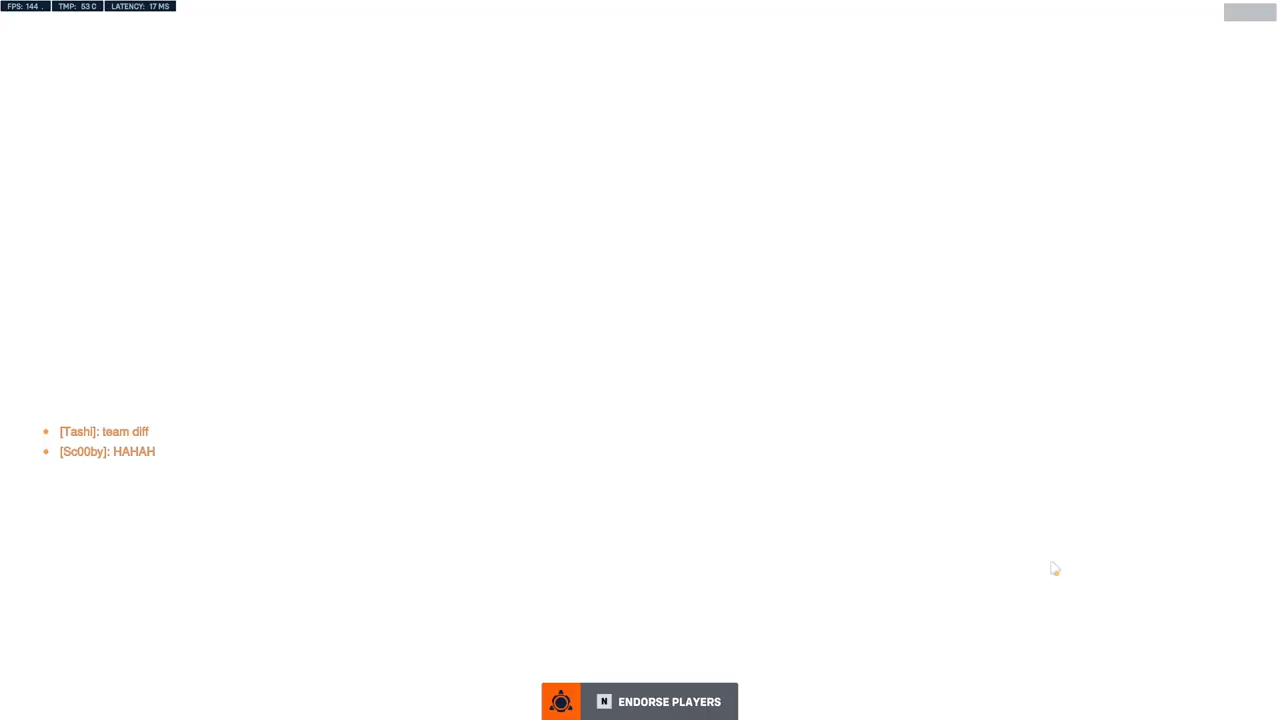 FPS: 144 . TMP: 53 C LATENCY: 17 MS
[Tashi]: team diff
[Sc00by]: HAHAH
N ENDORSE PLAYERS